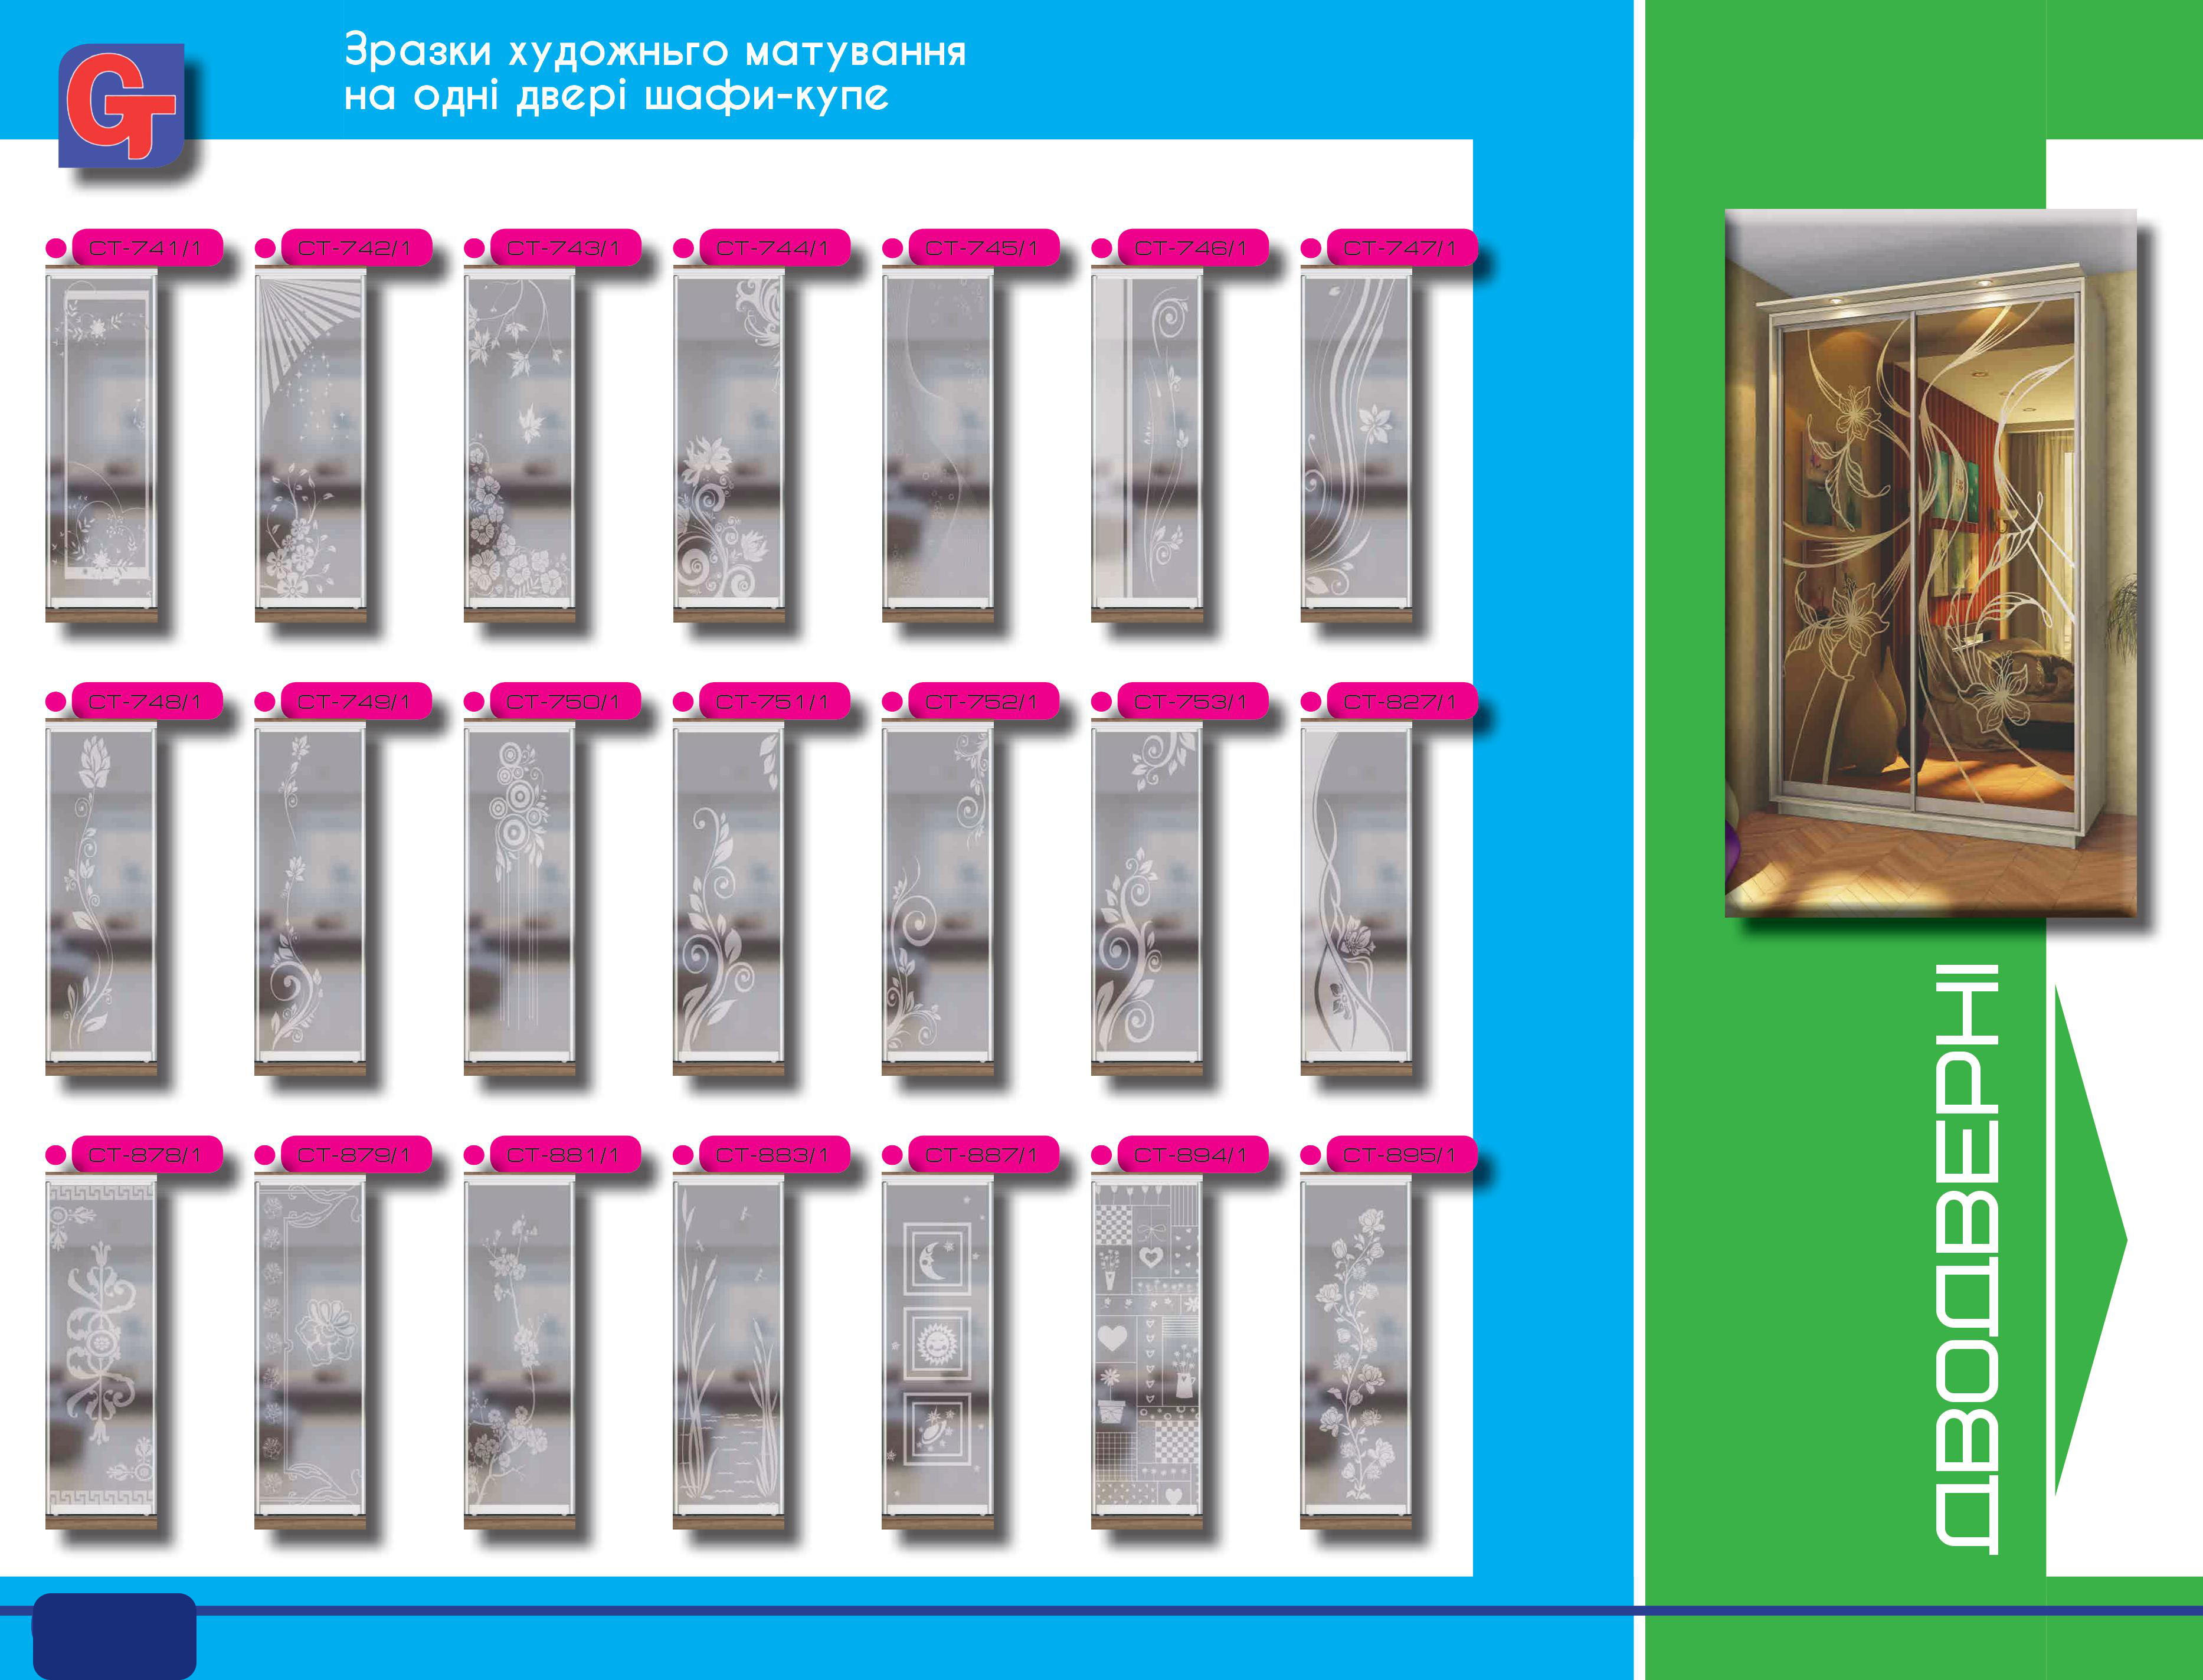 GT
Зразки художнього матування
на одні двері шафи-купе
СТ-741/1 СТ-742/1 СТ-743/1 СТ-744/1 СТ-745/1 СТ-746/1 СТ-747/1
СТ-748/1 СТ-749/1 СТ-750/1 СТ-751/1 СТ-752/1 СТ-753/1 СТ-827/1
СТ-878/1 СТ-879/1 СТ-881/1 СТ-883/1 СТ-887/1 СТ-894/1 СТ-895/1
ДВОДВЕРНІ